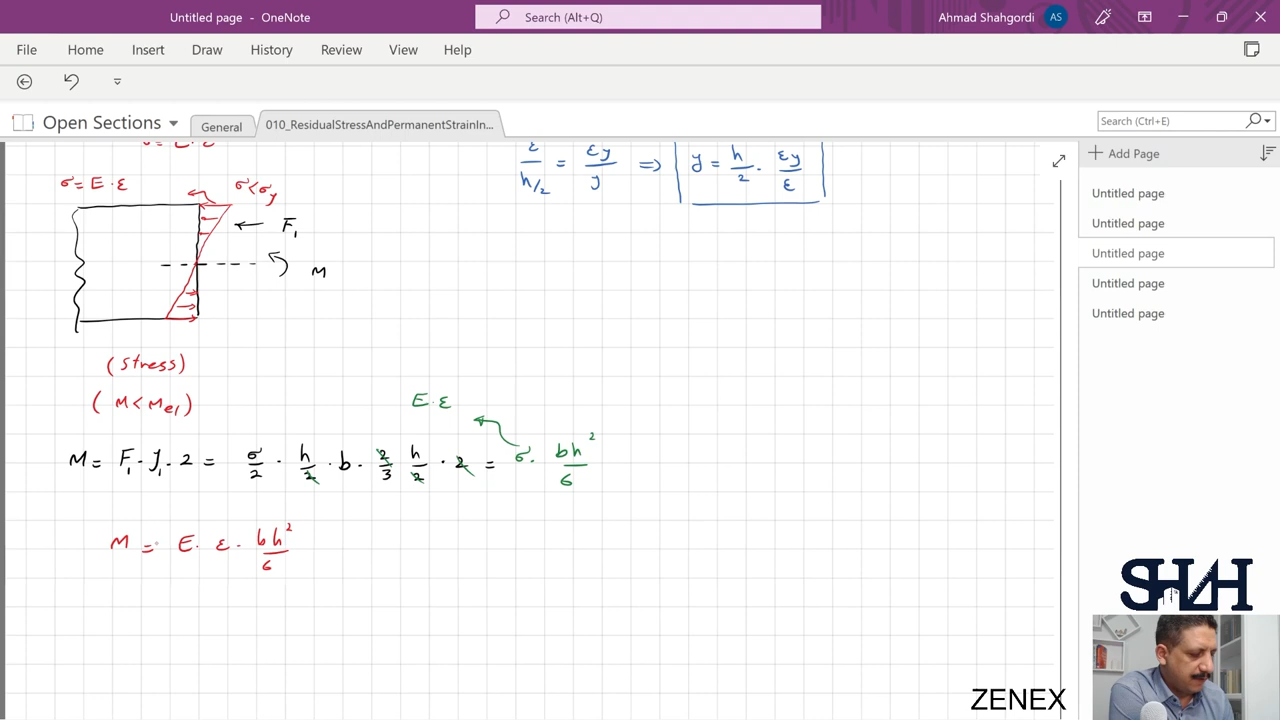 Untitled page - OneNote
Search (Alt+Q)
Ahmad Shahgordi
AS
File Home Insert Draw History Review View Help
Open Sections
General
010_ResidualStressAndPermanentStrainIn...
Search (Ctrl+E)
Add Page
Untitled page
Untitled page
Untitled page
Untitled page
Untitled page
ε/h/2 = εy/y => y = h/2 · εy/ε
σ = E · ε
σ < σy
F₁
M
(Stress)
(M < Mel)
E · ε
M = F₁ · y₁ · 2 = σ/2 · h/2 · b · 2/3 h/2 · 2 = σ · bh²/6
M = E · ε · bh²/6
SHAH
ZENEX